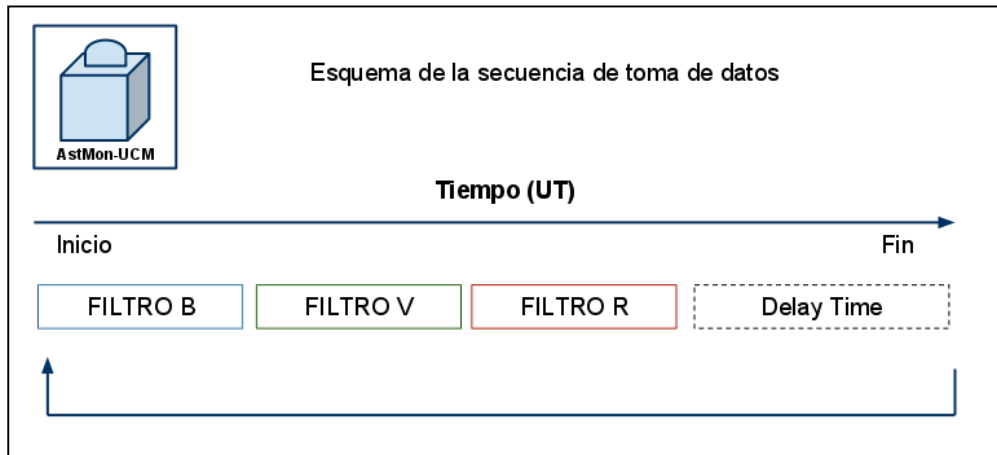 Esquema de la secuencia de toma de datos
AstMon-UCM
Tiempo (UT)
Inicio
Fin
FILTRO B
FILTRO V
FILTRO R
Delay Time